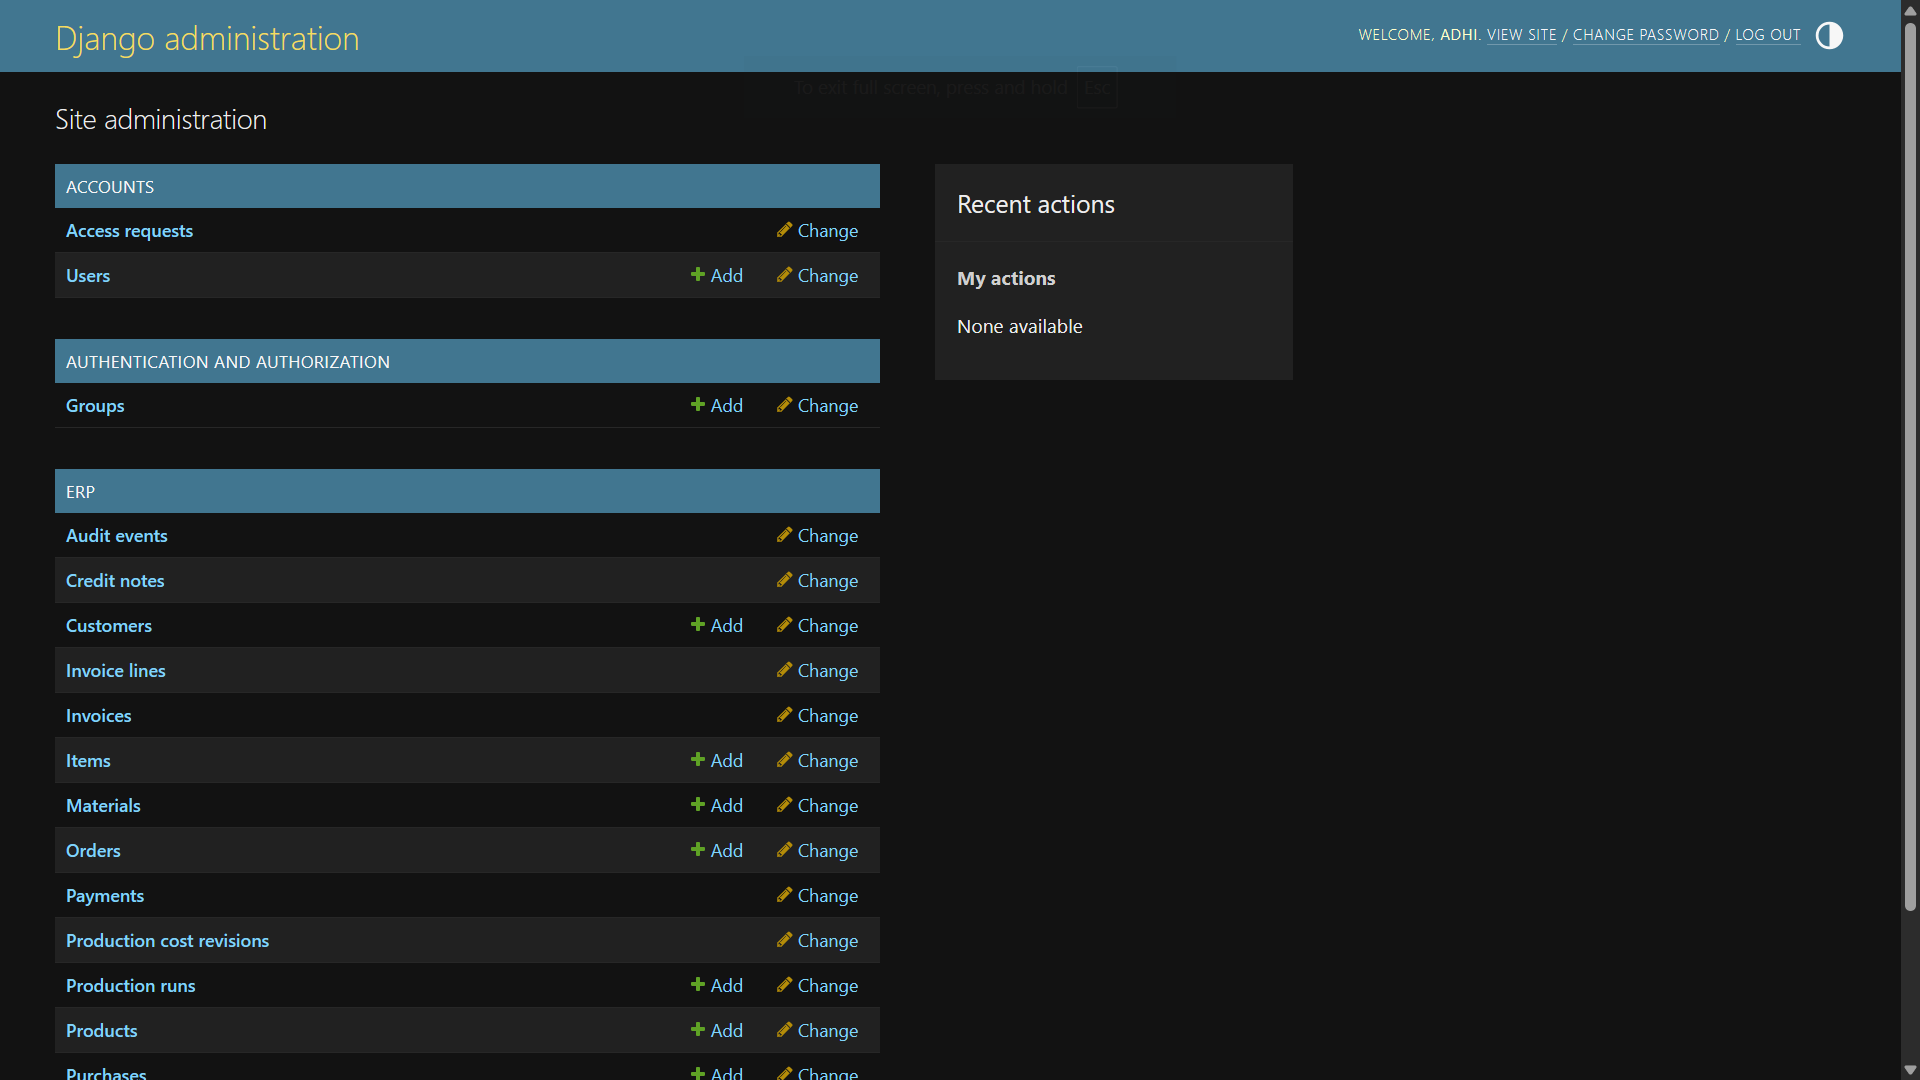 Django administration
WELCOME, ADHI. VIEW SITE / CHANGE PASSWORD / LOG OUT
To exit full screen, press and hold Esc
Site administration
ACCOUNTS
Access requests Change
Users Add Change
AUTHENTICATION AND AUTHORIZATION
Groups Add Change
ERP
Audit events Change
Credit notes Change
Customers Add Change
Invoice lines Change
Invoices Change
Items Add Change
Materials Add Change
Orders Add Change
Payments Change
Production cost revisions Change
Production runs Add Change
Products Add Change
Purchases Add Change
Recent actions
My actions
None available